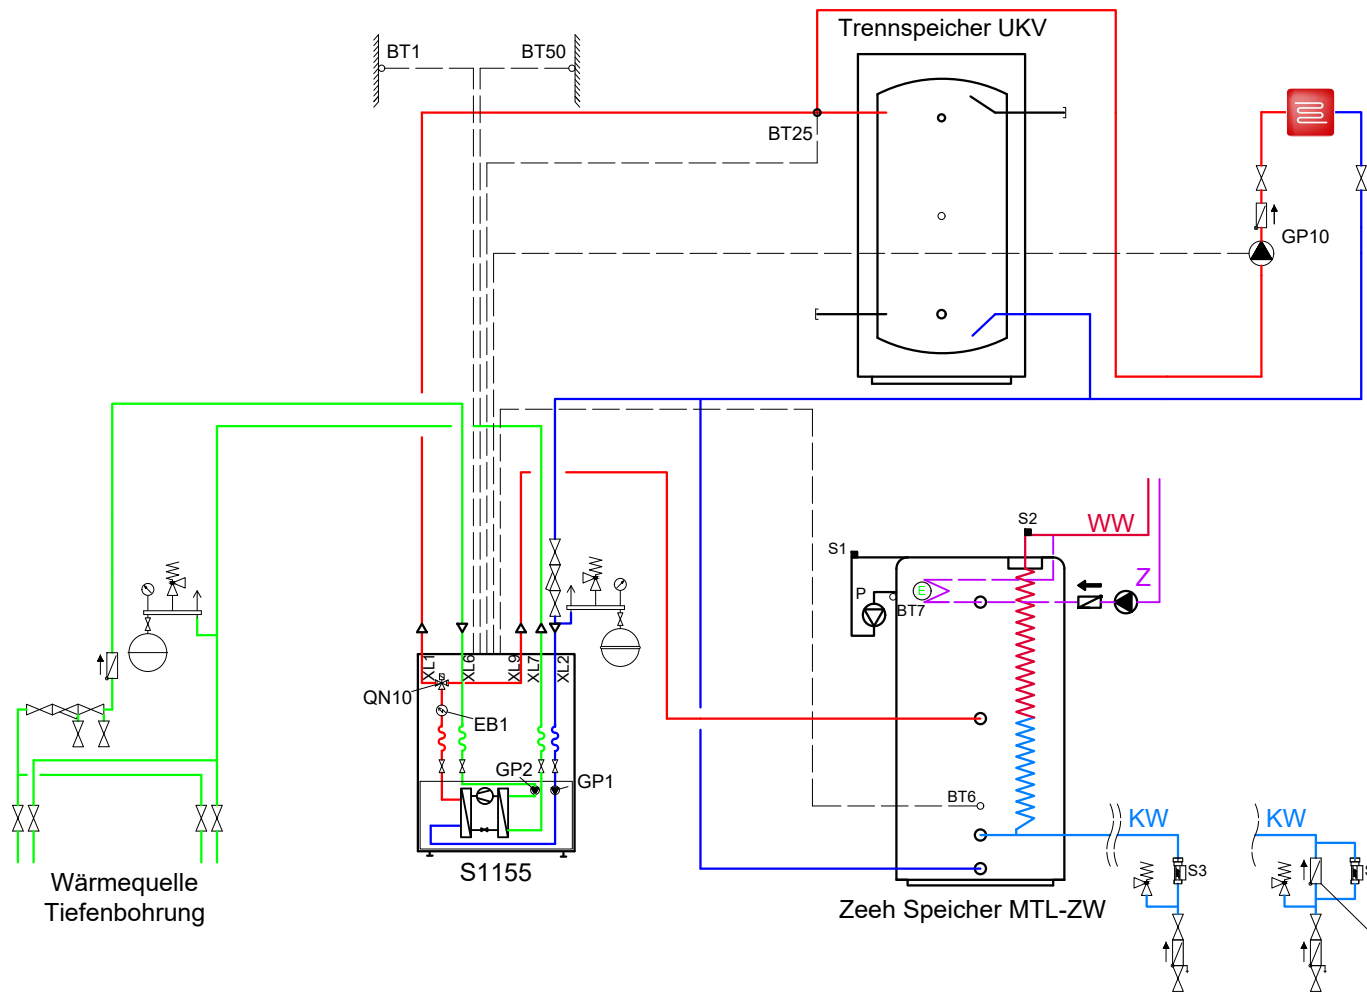 Trennspeicher UKV
BT1
BT50
BT25
GP10
S2
WW
S1
E
Z
P
BT7
XL1
XL6
XL9
XL7
XL2
QN10
EB1
GP2
GP1
BT6
KW
KW
S3
S
S1155
Wärmequelle
Tiefenbohrung
Zeeh Speicher MTL-ZW